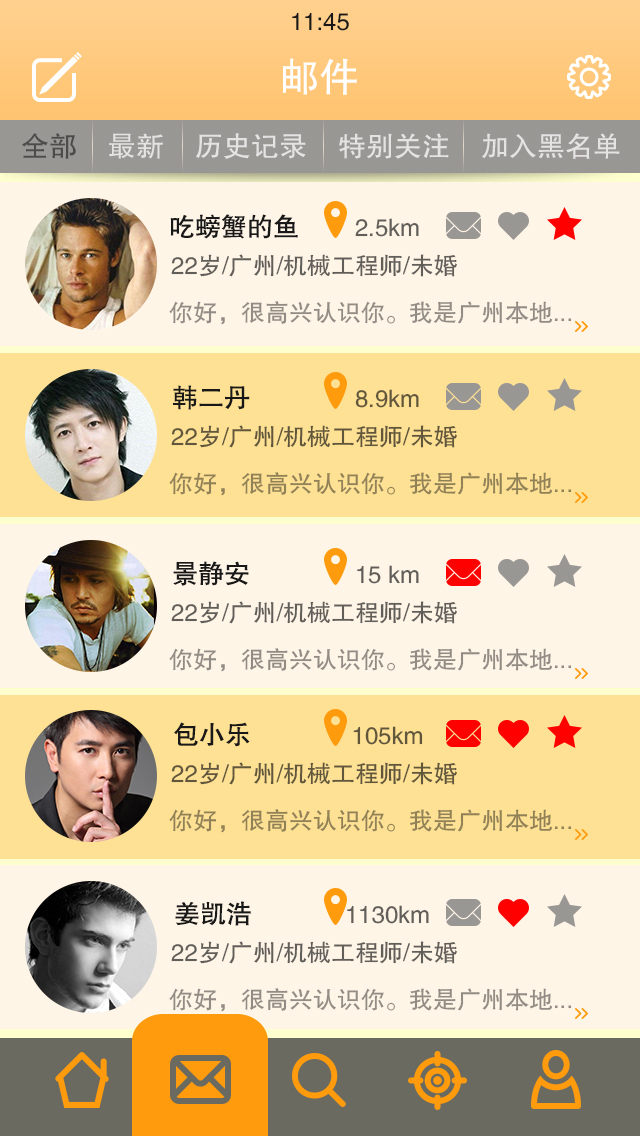 11:45
邮件
全部 最新 历史记录 特别关注 加入黑名单
吃螃蟹的鱼 2.5km
22岁/广州/机械工程师/未婚
你好，很高兴认识你。我是广州本地...
韩二丹 8.9km
22岁/广州/机械工程师/未婚
你好，很高兴认识你。我是广州本地...
景静安 15 km
22岁/广州/机械工程师/未婚
你好，很高兴认识你。我是广州本地...
包小乐 105km
22岁/广州/机械工程师/未婚
你好，很高兴认识你。我是广州本地...
姜凯浩 1130km
22岁/广州/机械工程师/未婚
你好，很高兴认识你。我是广州本地...